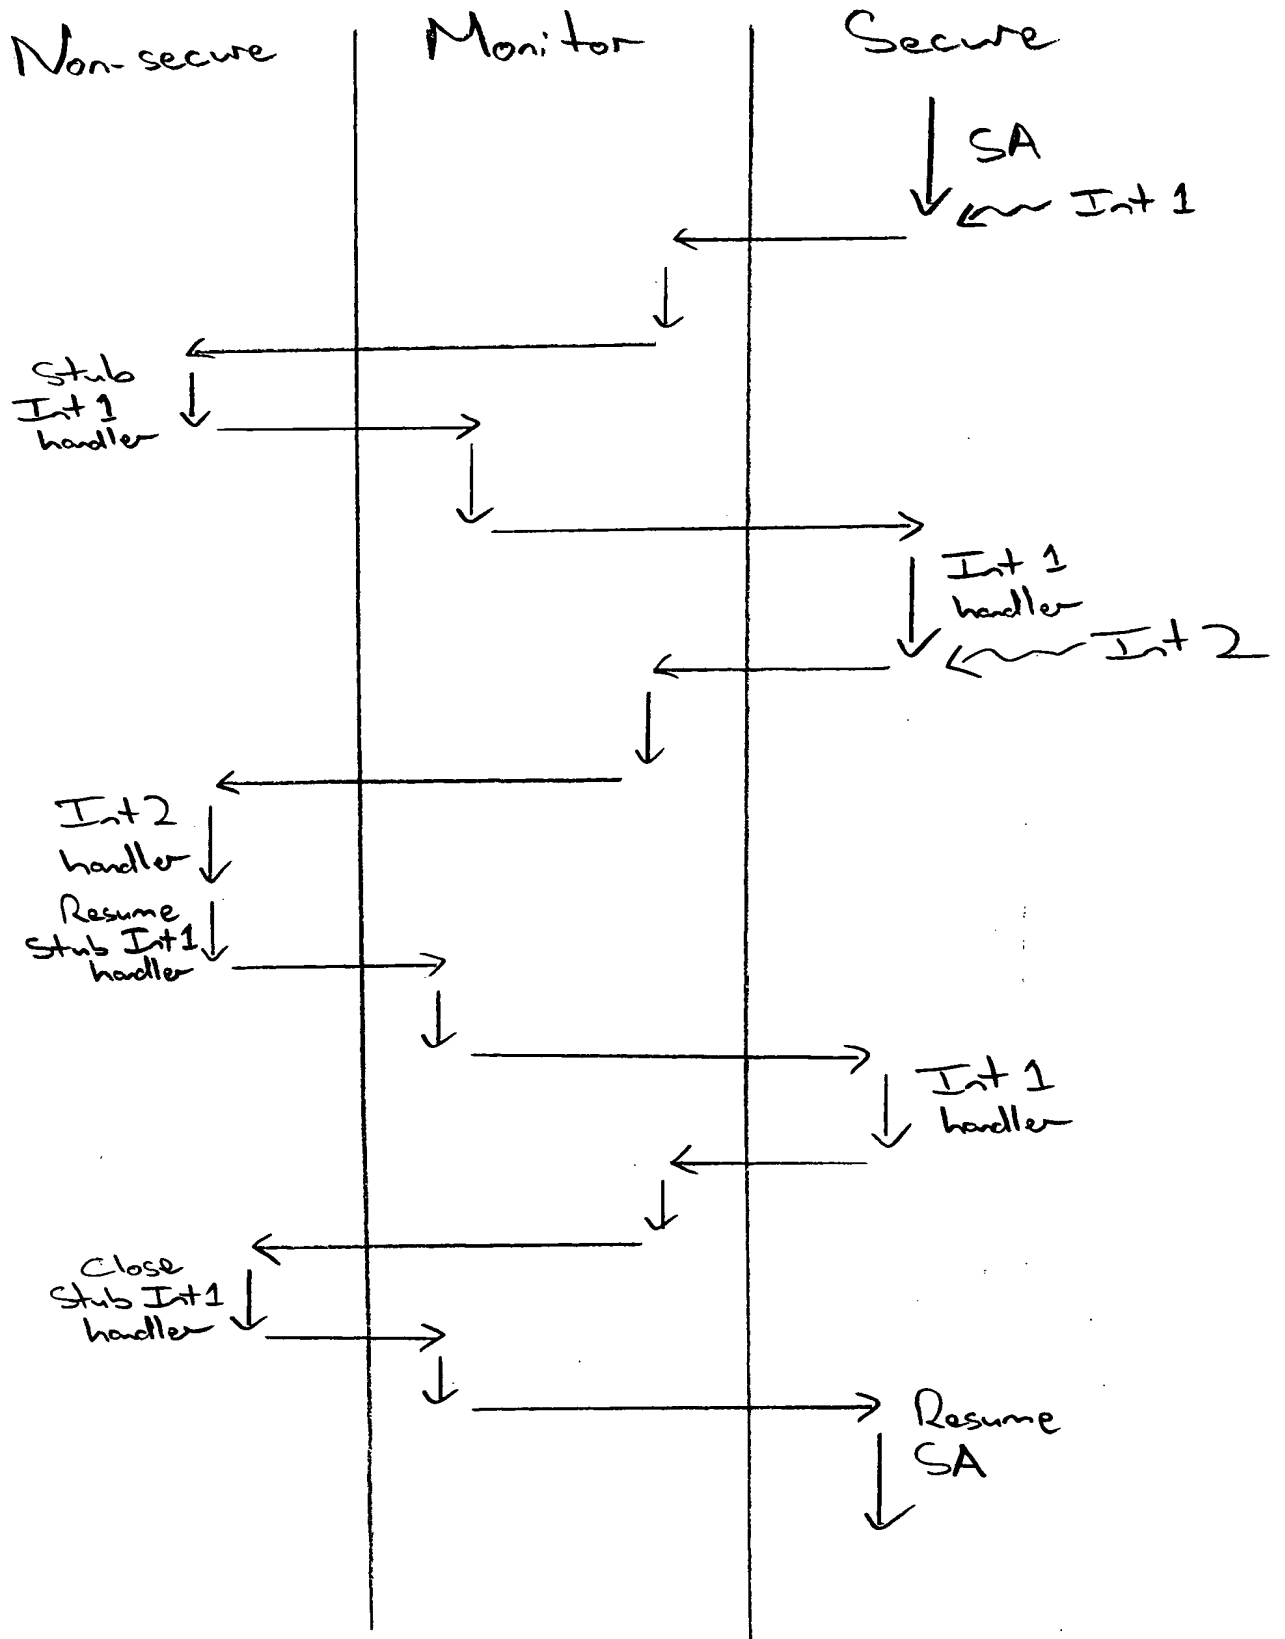 Non-secure
Monitor
Secure
SA
Int 1
Stub
Int 1
handler
Int 1
handler
Int 2
Int 2
handler
Resume
Stub Int 1
handler
Int 1
handler
Close
Stub Int 1
handler
Resume
SA